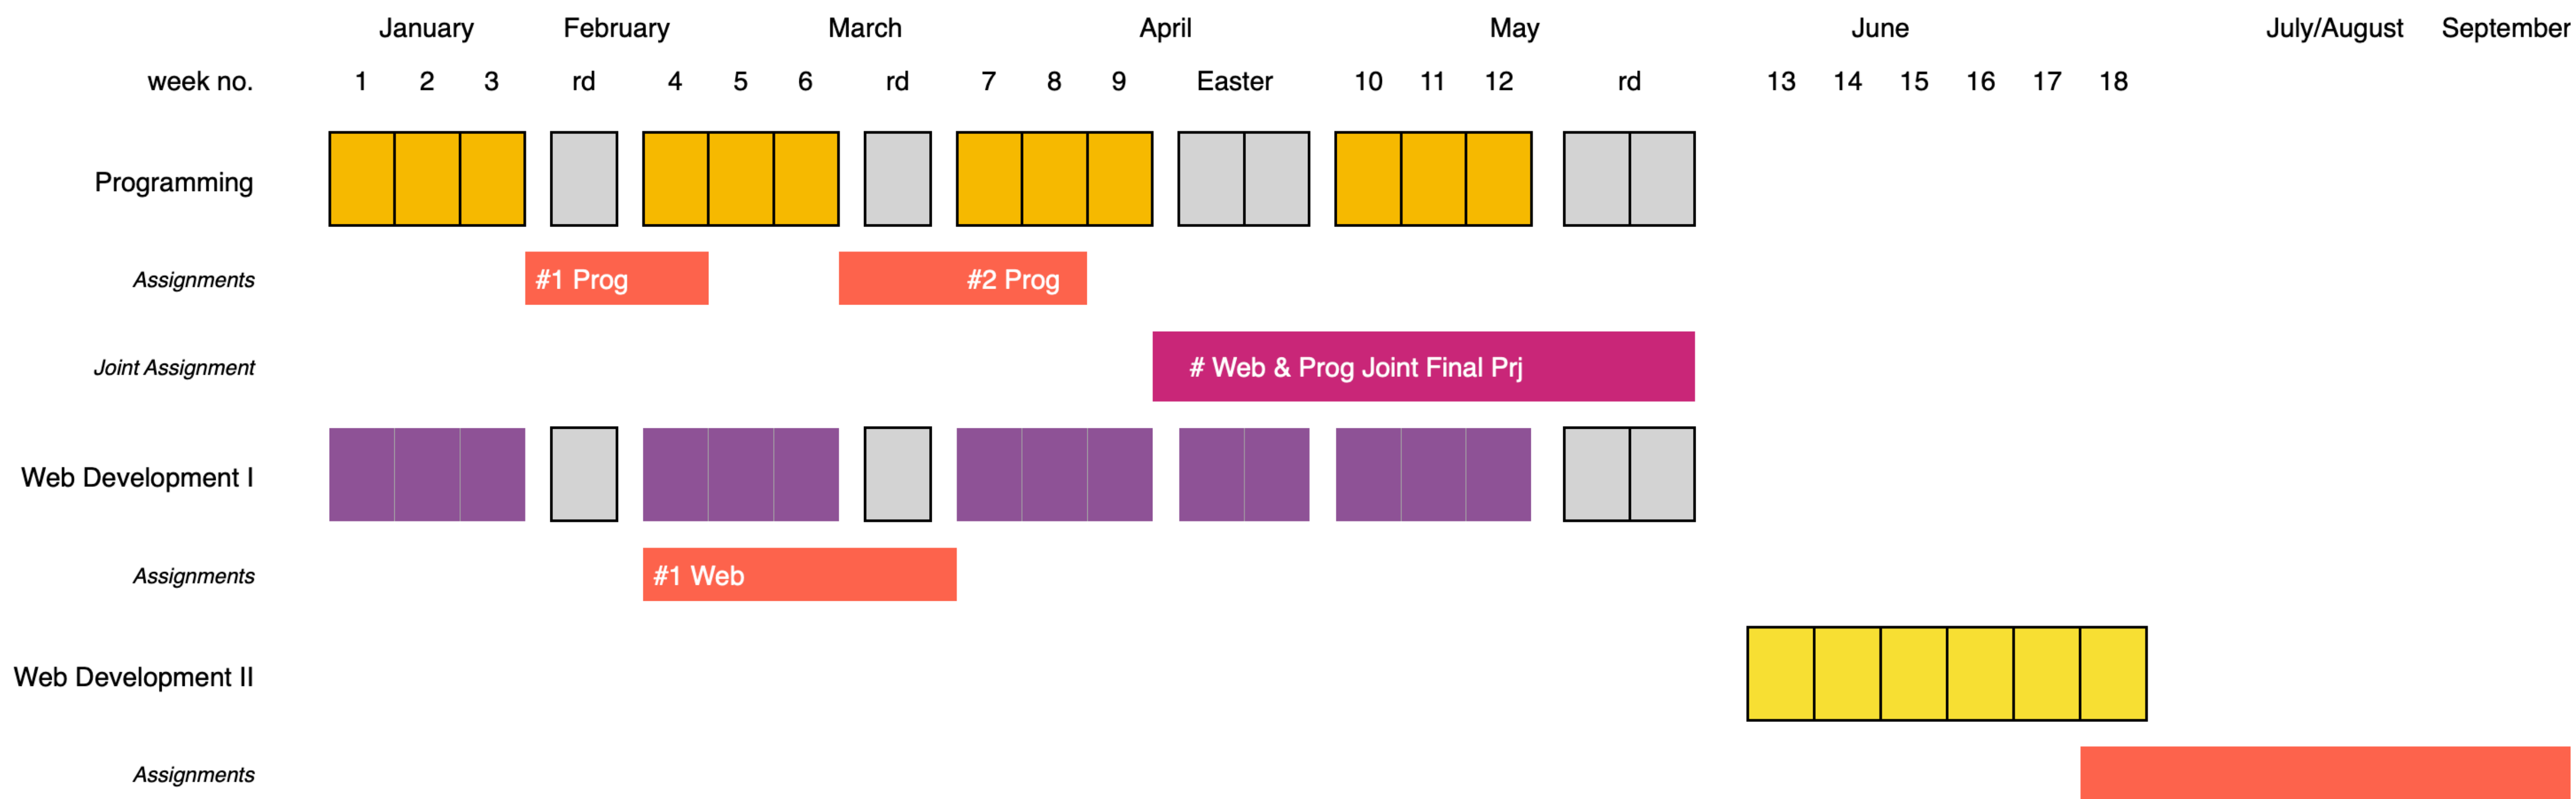 January February March April May June July/August September
week no. 1 2 3 rd 4 5 6 rd 7 8 9 Easter 10 11 12 rd 13 14 15 16 17 18
Programming
Assignments #1 Prog #2 Prog
Joint Assignment # Web & Prog Joint Final Prj
Web Development I
Assignments #1 Web
Web Development II
Assignments